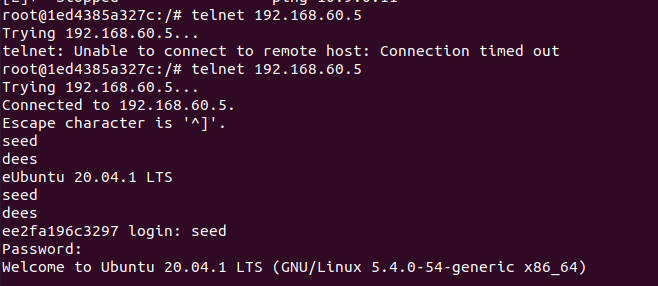 root@1ed4385a327c:/# telnet 192.168.60.5
Trying 192.168.60.5...
telnet: Unable to connect to remote host: Connection timed out
root@1ed4385a327c:/# telnet 192.168.60.5
Trying 192.168.60.5...
Connected to 192.168.60.5.
Escape character is '^]'.
seed
dees
eUbuntu 20.04.1 LTS
seed
dees
ee2fa196c3297 login: seed
Password:
Welcome to Ubuntu 20.04.1 LTS (GNU/Linux 5.4.0-54-generic x86_64)